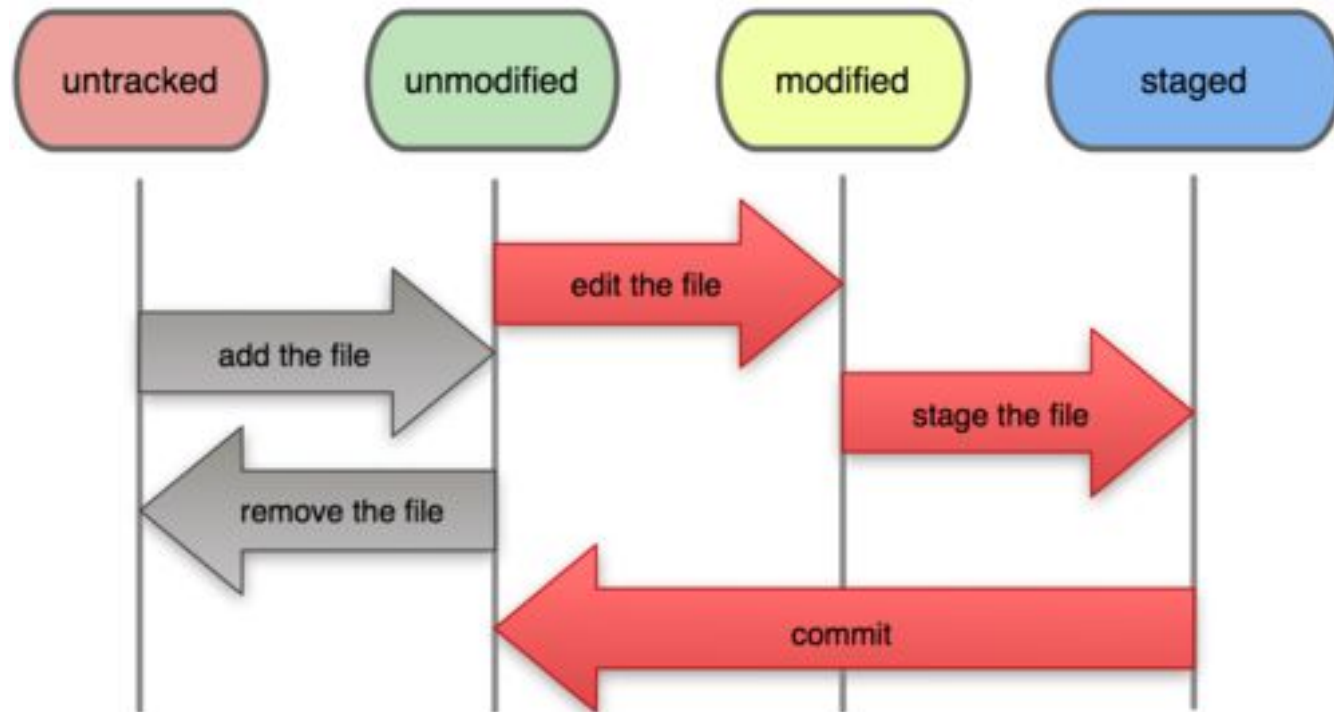 untracked
unmodified
modified
staged
edit the file
add the file
stage the file
remove the file
commit